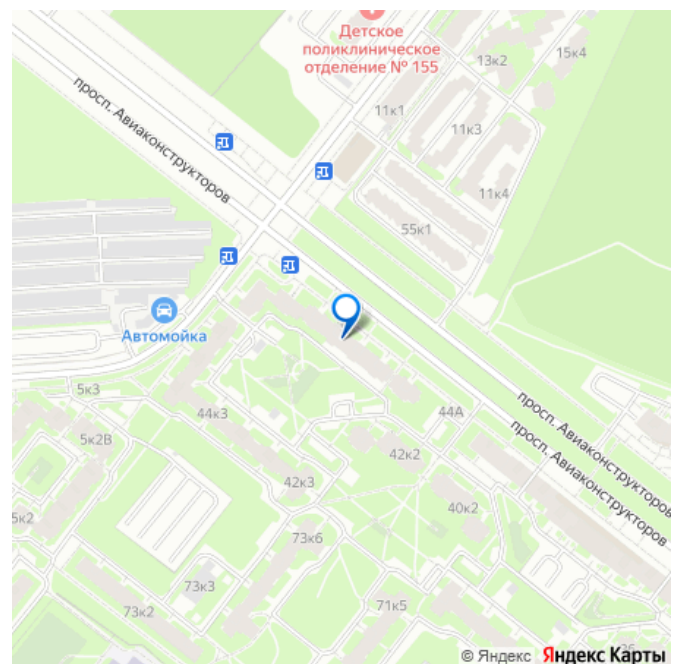 Детское
поликлиническое
отделение № 155
13к2
15к4
просп. Авиаконструкторов
11к1
11к3
11к4
55к1
Автомойка
5к3
44к3
44А
просп. Авиаконструкторов
просп. Авиаконструкторов
5к2В
42к2
42к3
40к2
5к2
73к6
73к3
73к2
71к5
© Яндекс Яндекс Карты